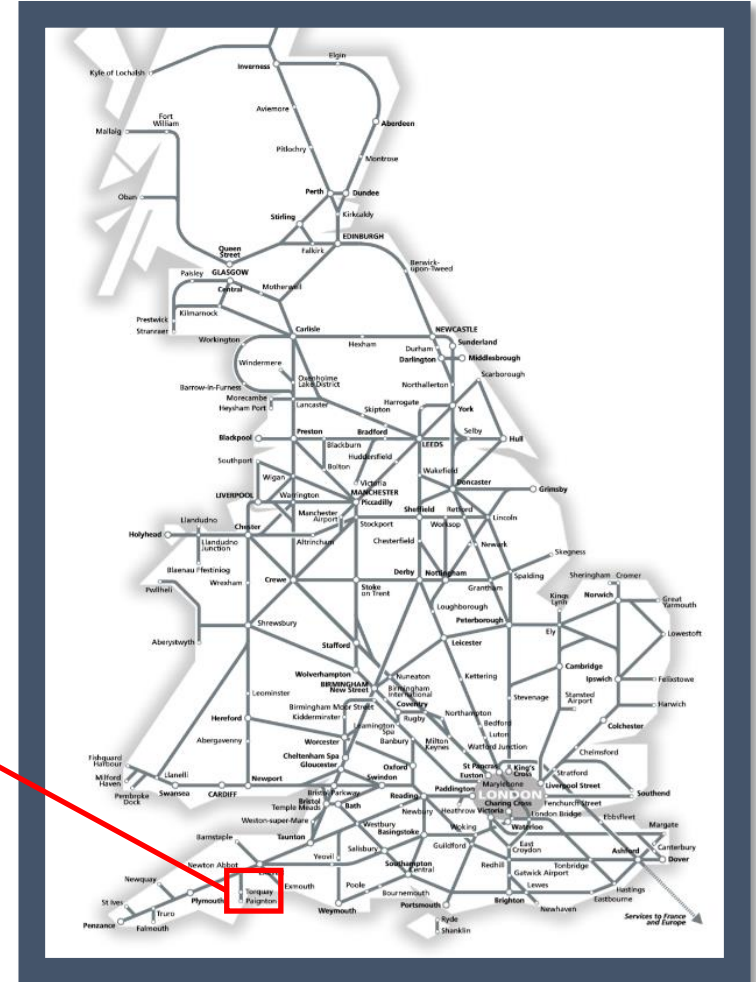 Elgin
Inverness
Kyle of Lochalsh
Aviemore
Fort
William
Mallaig
Aberdeen
Pitlochry
Montrose
Perth
Dundee
Oban
Stirling
Kirkcaldy
EDINBURGH
Queen
Street
Falkirk
Berwick-
upon-Tweed
Paisley
GLASGOW
Central
Motherwell
Prestwick
Kilmarnock
Stranraer
Carlisle
NEWCASTLE
Workington
Hexham
Durham
Sunderland
Darlington
Middlesbrough
Windermere
Oxenholme
Lake District
Scarborough
Barrow-in-Furness
Northallerton
Morecambe
Heysham Port
Lancaster
Harrogate
York
Skipton
Blackpool
Preston
Bradford
Selby
Hull
Blackburn
LEEDS
Huddersfield
Southport
Bolton
Wakefield
Wigan
Victoria
Doncaster
MANCHESTER
Grimsby
LIVERPOOL
Warrington
Piccadilly
Manchester
Airport
Sheffield
Retford
Llandudno
Stockport
Worksop
Lincoln
Holyhead
Chester
Llandudno
Junction
Altrincham
Chesterfield
Newark
Skegness
Blaenau Ffestiniog
Wrexham
Crewe
Stoke
on Trent
Derby
Nottingham
Grantham
Spalding
Sheringham
Cromer
Pwllheli
Loughborough
Kings
Lynn
Norwich
Great
Yarmouth
Shrewsbury
Peterborough
Ely
Lowestoft
Aberystwyth
Stafford
Leicester
Wolverhampton
Cambridge
BIRMINGHAM
New Street
Nuneaton
Kettering
Ipswich
Felixstowe
Leominster
Birmingham
International
Stevenage
Stansted
Airport
Harwich
Birmingham Moor Street
Coventry
Hereford
Kidderminster
Rugby
Northampton
Colchester
Leamington
Spa
Bedford
Abergavenny
Worcester
Banbury
Milton
Keynes
Luton
Chelmsford
Cheltenham Spa
Watford Junction
Fishguard
Harbour
Gloucester
Oxford
St Pancras
King's
Cross
Stratford
Llanelli
Euston
Milford
Haven
Newport
Swindon
Marylebone
Liverpool Street
Pembroke
Dock
Swansea
CARDIFF
Bristol Parkway
Reading
Paddington
LONDON
Southend
Bristol
Temple Meads
Bath
Newbury
Heathrow
Victoria
Charing Cross
Fenchurch Street
Weston-super-Mare
London Bridge
Ebbsfleet
Barnstaple
Taunton
Westbury
Basingstoke
Woking
Waterloo
Margate
Salisbury
Guildford
East
Croydon
Canterbury
Yeovil
Newton Abbot
Southampton
Central
Redhill
Tonbridge
Ashford
Dover
Gatwick Airport
Newquay
Exmouth
Poole
Lewes
Hastings
Torquay
Bournemouth
Eastbourne
St Ives
Plymouth
Paignton
Weymouth
Portsmouth
Brighton
Newhaven
Truro
Penzance
Falmouth
Ryde
Shanklin
Services to France
and Europe